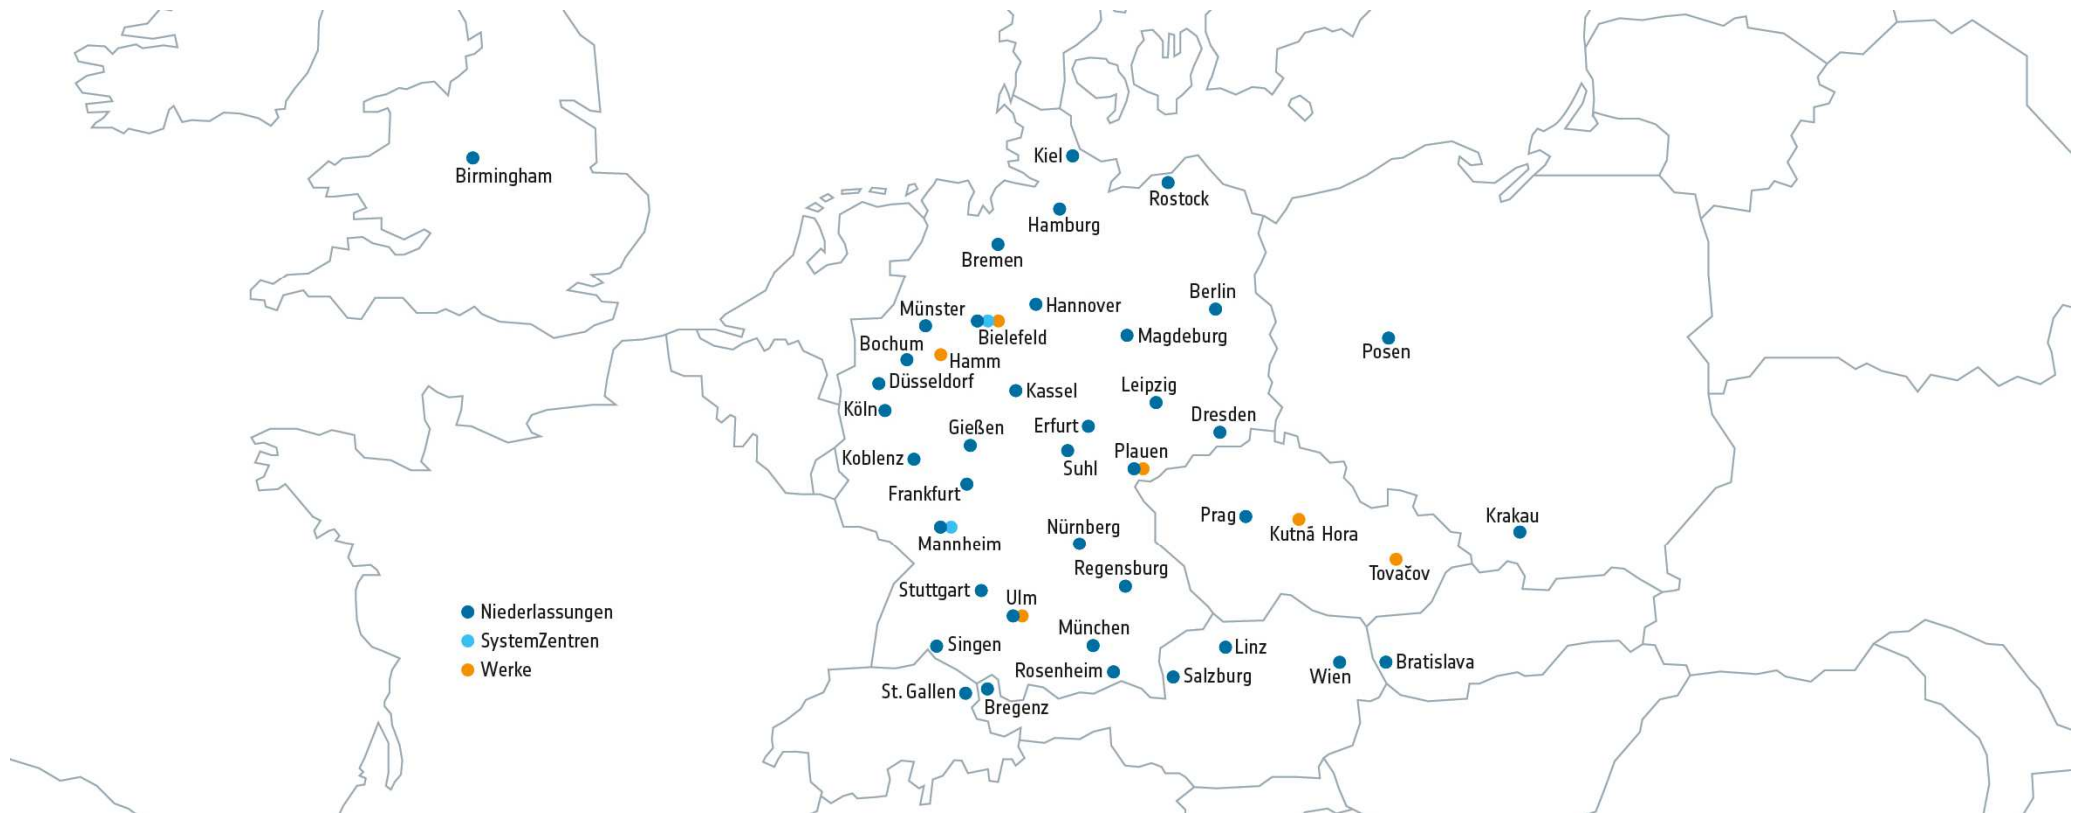 Kiel
Birmingham
Rostock
Hamburg
Bremen
Berlin
Hannover
Münster
Bielefeld
Magdeburg
Bochum
Posen
Hamm
Düsseldorf
Leipzig
Kassel
Köln
Dresden
Erfurt
Gießen
Plauen
Koblenz
Suhl
Frankfurt
Prag
Krakau
Nürnberg
Kutná Hora
Mannheim
Regensburg
Tovačov
Stuttgart
Ulm
Niederlassungen
München
SystemZentren
Singen
Linz
Werke
Rosenheim
Salzburg
Wien
Bratislava
St. Gallen
Bregenz